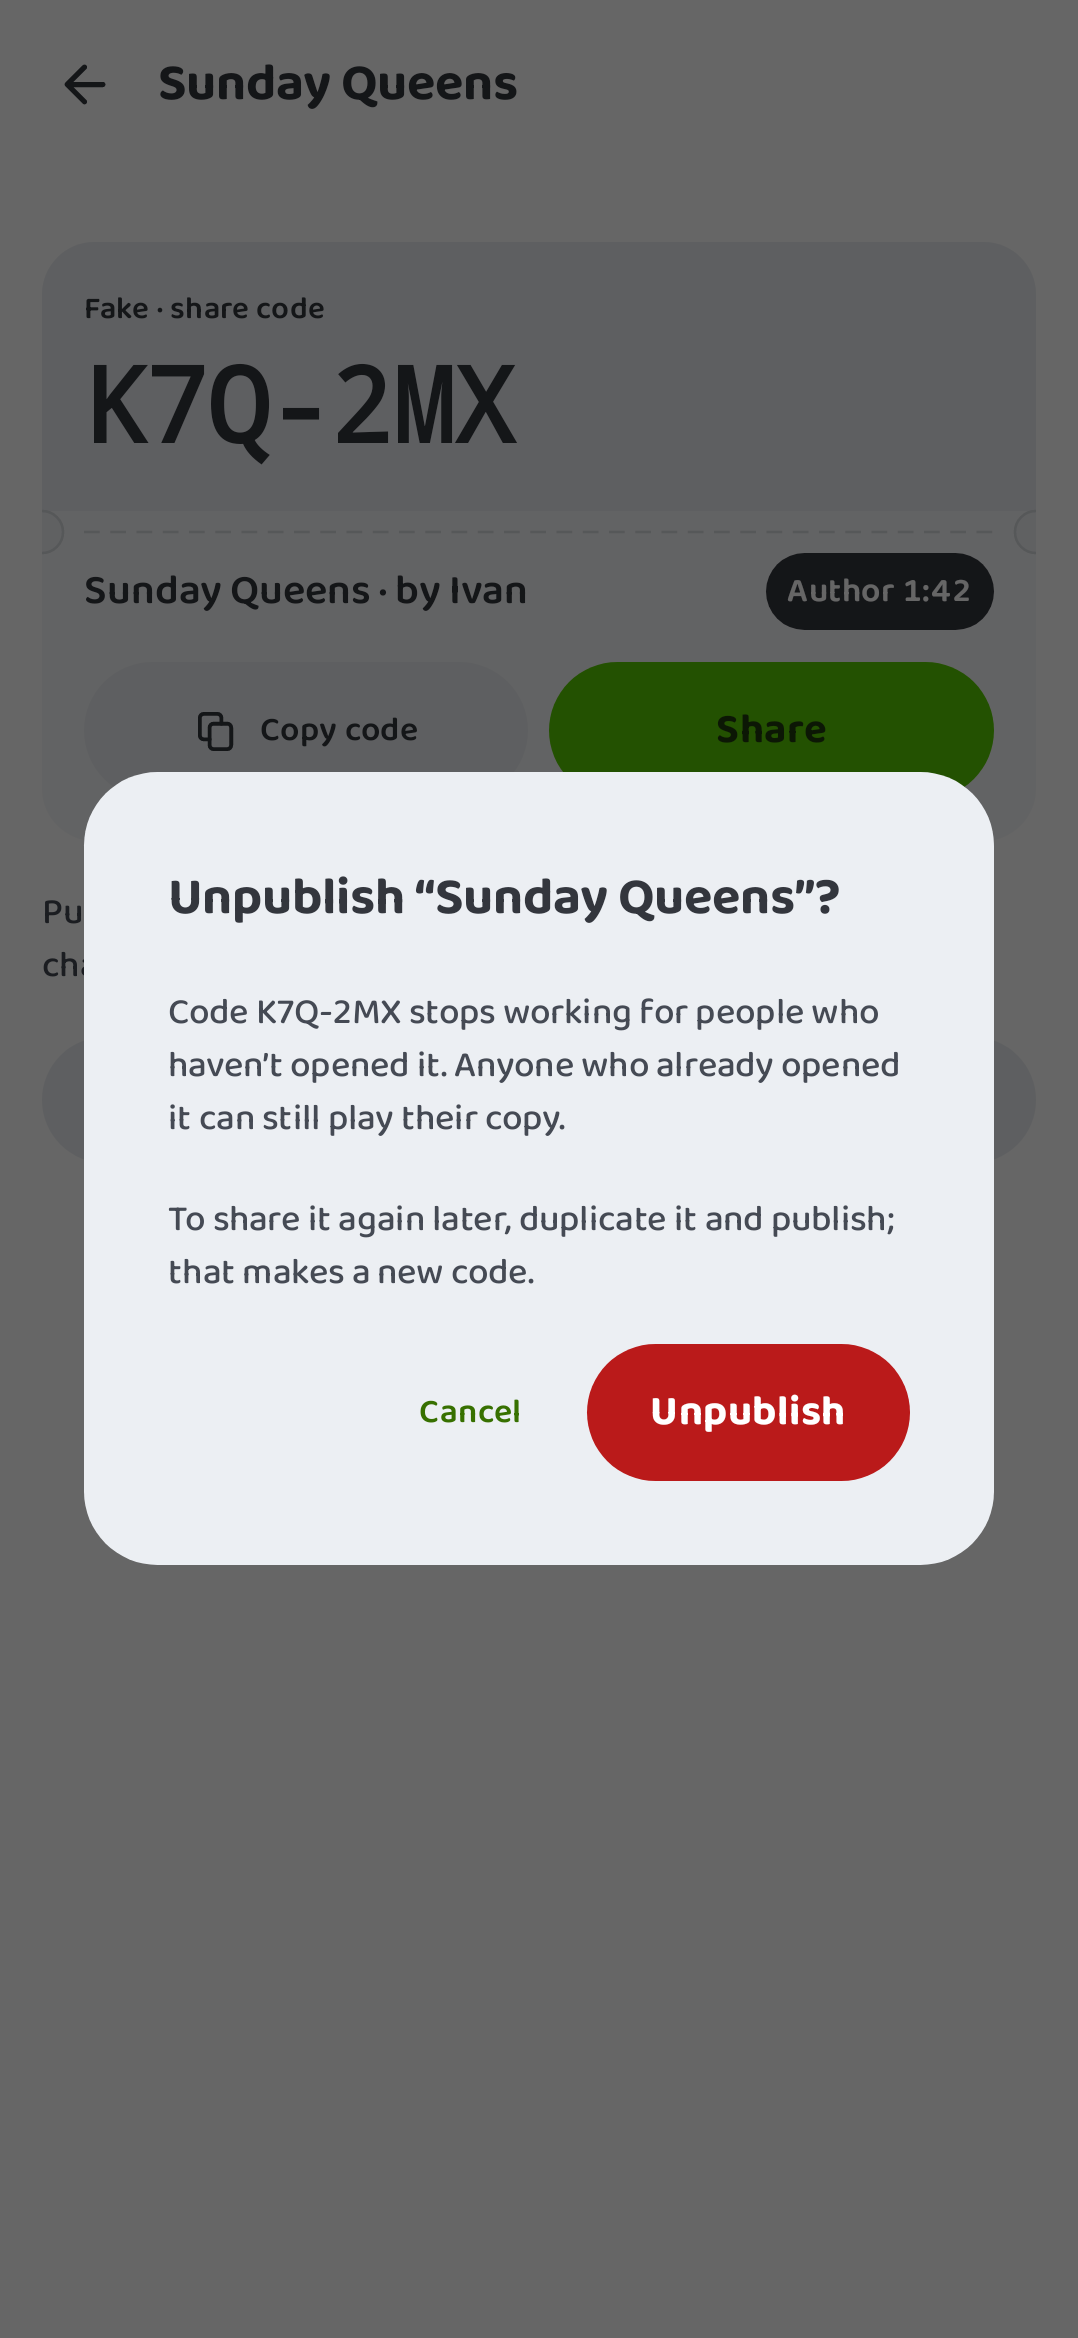 Sunday Queens
Fake · share code
K7Q-2MX
Sunday Queens · by Ivan
Author 1:42
Copy code
Share
Unpublish “Sunday Queens”?
Code K7Q-2MX stops working for people who
haven’t opened it. Anyone who already opened
it can still play their copy.
To share it again later, duplicate it and publish;
that makes a new code.
Cancel
Unpublish